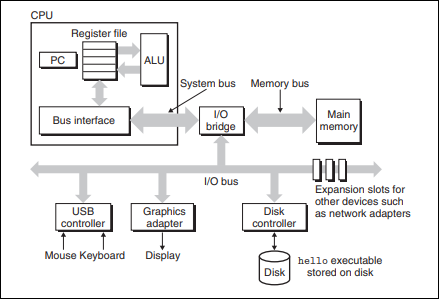 CPU
Register file
PC
ALU
System bus
Memory bus
Bus interface
I/O
bridge
Main
memory
I/O bus
Expansion slots for
other devices such
as network adapters
USB
controller
Graphics
adapter
Disk
controller
Mouse Keyboard
Display
Disk
hello executable
stored on disk